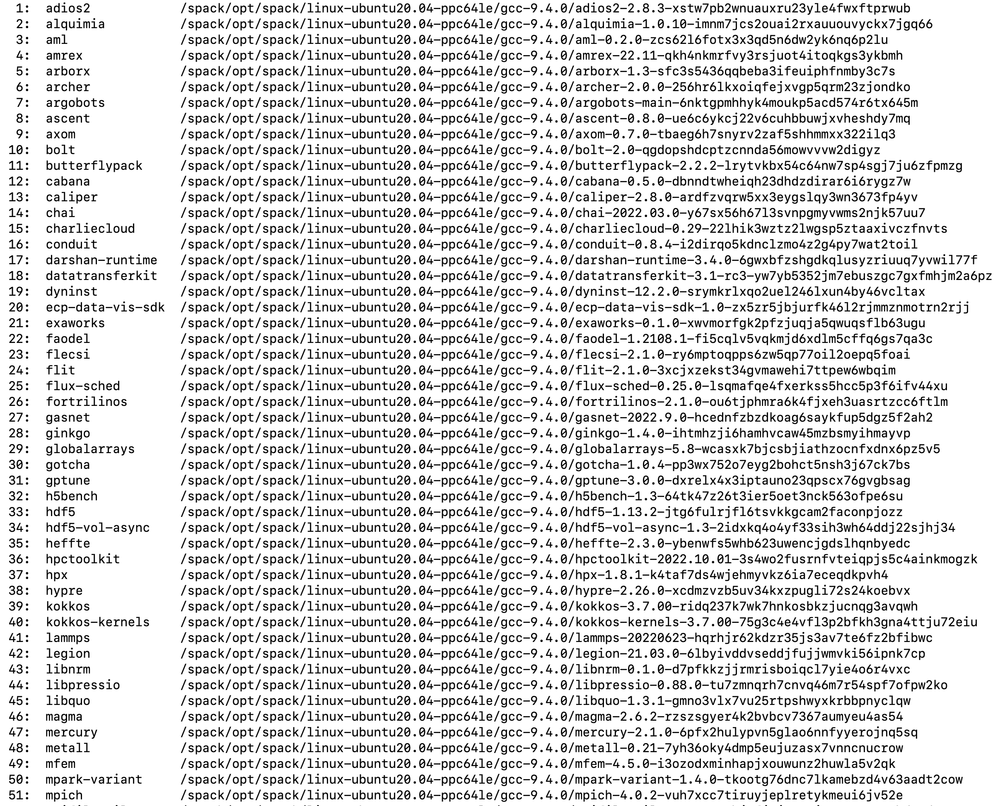 1: adios2 /spack/opt/spack/linux-ubuntu20.04-ppc64le/gcc-9.4.0/adios2-2.8.3-xstw7pb2wnuauxru23yle4fwxftprwub
2: alquimia /spack/opt/spack/linux-ubuntu20.04-ppc64le/gcc-9.4.0/alquimia-1.0.10-imnm7jcs2ouai2rxauuouvyckx7jgq66
3: aml /spack/opt/spack/linux-ubuntu20.04-ppc64le/gcc-9.4.0/aml-0.2.0-zcs62l6fotx3x3qd5n6dw2yk6nq6p2lu
4: amrex /spack/opt/spack/linux-ubuntu20.04-ppc64le/gcc-9.4.0/amrex-22.11-qkh4nkmrfvy3rsjuot4itoqkgs3ykbmh
5: arborx /spack/opt/spack/linux-ubuntu20.04-ppc64le/gcc-9.4.0/arborx-1.3-sfc3s5436qqbeba3ifeuiphfnmby3c7s
6: archer /spack/opt/spack/linux-ubuntu20.04-ppc64le/gcc-9.4.0/archer-2.0.0-256hr6lkxoiqfejxvgp5qrm23zjondko
7: argobots /spack/opt/spack/linux-ubuntu20.04-ppc64le/gcc-9.4.0/argobots-main-6nktgpmhhyk4moukp5acd574r6tx645m
8: ascent /spack/opt/spack/linux-ubuntu20.04-ppc64le/gcc-9.4.0/ascent-0.8.0-ue6c6ykcj22v6cuhbbuwjxvheshdy7mq
9: axom /spack/opt/spack/linux-ubuntu20.04-ppc64le/gcc-9.4.0/axom-0.7.0-tbaeg6h7snyrv2zaf5shhmmxx322ilq3
10: bolt /spack/opt/spack/linux-ubuntu20.04-ppc64le/gcc-9.4.0/bolt-2.0-qgdopshdcptzcnnda56mowvvvw2digyz
11: butterflypack /spack/opt/spack/linux-ubuntu20.04-ppc64le/gcc-9.4.0/butterflypack-2.2.2-lrytvkbx54c64nw7sp4sgj7ju6zfpmzg
12: cabana /spack/opt/spack/linux-ubuntu20.04-ppc64le/gcc-9.4.0/cabana-0.5.0-dbnndtwheiqh23dhdzdirar6i6rygz7w
13: caliper /spack/opt/spack/linux-ubuntu20.04-ppc64le/gcc-9.4.0/caliper-2.8.0-ardfzvqrw5xx3eygslqy3wn3673fp4yv
14: chai /spack/opt/spack/linux-ubuntu20.04-ppc64le/gcc-9.4.0/chai-2022.03.0-y67sx56h67l3svnpgmyvwms2njk57uu7
15: charliecloud /spack/opt/spack/linux-ubuntu20.04-ppc64le/gcc-9.4.0/charliecloud-0.29-22lhik3wztz2lwgsp5ztaaxivczfnvts
16: conduit /spack/opt/spack/linux-ubuntu20.04-ppc64le/gcc-9.4.0/conduit-0.8.4-i2dirqo5kdnclzmo4z2g4py7wat2toil
17: darshan-runtime /spack/opt/spack/linux-ubuntu20.04-ppc64le/gcc-9.4.0/darshan-runtime-3.4.0-6gwxbfzshgdkqlusyzriuuq7yvwil77f
18: datatransferkit /spack/opt/spack/linux-ubuntu20.04-ppc64le/gcc-9.4.0/datatransferkit-3.1-rc3-yw7yb5352jm7ebuszgc7gxfmhjm2a6pz
19: dyninst /spack/opt/spack/linux-ubuntu20.04-ppc64le/gcc-9.4.0/dyninst-12.2.0-srymkrlxqo2uel246lxun4by46vcltax
20: ecp-data-vis-sdk /spack/opt/spack/linux-ubuntu20.04-ppc64le/gcc-9.4.0/ecp-data-vis-sdk-1.0-zx5zr5jbjurfk46l2rjmmznmotrn2rjj
21: exaworks /spack/opt/spack/linux-ubuntu20.04-ppc64le/gcc-9.4.0/exaworks-0.1.0-xwvmorfgk2pfzjuqja5qwuqsflb63ugu
22: faodel /spack/opt/spack/linux-ubuntu20.04-ppc64le/gcc-9.4.0/faodel-1.2108.1-fi5cqlv5vqkmjd6xdlm5cffq6gs7qa3c
23: flecsi /spack/opt/spack/linux-ubuntu20.04-ppc64le/gcc-9.4.0/flecsi-2.1.0-ry6mptoqpps6zw5qp77oil2oepq5foai
24: flit /spack/opt/spack/linux-ubuntu20.04-ppc64le/gcc-9.4.0/flit-2.1.0-3xcjxzekst34gvmawehi7ttpew6wbqim
25: flux-sched /spack/opt/spack/linux-ubuntu20.04-ppc64le/gcc-9.4.0/flux-sched-0.25.0-lsqmafqe4fxerkss5hcc5p3f6ifv44xu
26: fortrilinos /spack/opt/spack/linux-ubuntu20.04-ppc64le/gcc-9.4.0/fortrilinos-2.1.0-ou6tjphmra6k4fjxeh3uasrtzcc6ftlm
27: gasnet /spack/opt/spack/linux-ubuntu20.04-ppc64le/gcc-9.4.0/gasnet-2022.9.0-hcednfzbzdkoag6saykfup5dgz5f2ah2
28: ginkgo /spack/opt/spack/linux-ubuntu20.04-ppc64le/gcc-9.4.0/ginkgo-1.4.0-ihtmhzji6hamhvcaw45mzbsmyihmayvp
29: globalarrays /spack/opt/spack/linux-ubuntu20.04-ppc64le/gcc-9.4.0/globalarrays-5.8-wcasxk7bjcsbjiathzocnfxdnx6pz5v5
30: gotcha /spack/opt/spack/linux-ubuntu20.04-ppc64le/gcc-9.4.0/gotcha-1.0.4-pp3wx752o7eyg2bohct5nsh3j67ck7bs
31: gptune /spack/opt/spack/linux-ubuntu20.04-ppc64le/gcc-9.4.0/gptune-3.0.0-dxrelx4x3iptauno23qpscx76gvgbsag
32: h5bench /spack/opt/spack/linux-ubuntu20.04-ppc64le/gcc-9.4.0/h5bench-1.3-64tk47z26t3ier5oet3nck563ofpe6su
33: hdf5 /spack/opt/spack/linux-ubuntu20.04-ppc64le/gcc-9.4.0/hdf5-1.13.2-jtg6fulrjfl6tsvkkgcam2faconpjozz
34: hdf5-vol-async /spack/opt/spack/linux-ubuntu20.04-ppc64le/gcc-9.4.0/hdf5-vol-async-1.3-2idxkq4o4yf33sih3wh64ddj22sjhj34
35: heffte /spack/opt/spack/linux-ubuntu20.04-ppc64le/gcc-9.4.0/heffte-2.3.0-ybenwfs5whb623uwencjgdslhqnbyedc
36: hpctoolkit /spack/opt/spack/linux-ubuntu20.04-ppc64le/gcc-9.4.0/hpctoolkit-2022.10.01-3s4wo2fusrnfvteiqpjs5c4ainkmogzk
37: hpx /spack/opt/spack/linux-ubuntu20.04-ppc64le/gcc-9.4.0/hpx-1.8.1-k4taf7ds4wjehmyvkz6ia7eceqdkpvh4
38: hypre /spack/opt/spack/linux-ubuntu20.04-ppc64le/gcc-9.4.0/hypre-2.26.0-xcdmzvzb5uv34kxzpugli72s24koebvx
39: kokkos /spack/opt/spack/linux-ubuntu20.04-ppc64le/gcc-9.4.0/kokkos-3.7.00-ridq237k7wk7hnkosbkzjucnqg3avqwh
40: kokkos-kernels /spack/opt/spack/linux-ubuntu20.04-ppc64le/gcc-9.4.0/kokkos-kernels-3.7.00-75g3c4e4vfl3p2bfkh3gna4ttju72eiu
41: lammps /spack/opt/spack/linux-ubuntu20.04-ppc64le/gcc-9.4.0/lammps-20220623-hqrhjr62kdzr35js3av7te6fz2bfibwc
42: legion /spack/opt/spack/linux-ubuntu20.04-ppc64le/gcc-9.4.0/legion-21.03.0-6lbyivddvseddjfujjwmvki56ipnk7cp
43: libnrm /spack/opt/spack/linux-ubuntu20.04-ppc64le/gcc-9.4.0/libnrm-0.1.0-d7pfkkzjjrmrisboiqcl7yie4o6r4vxc
44: libpressio /spack/opt/spack/linux-ubuntu20.04-ppc64le/gcc-9.4.0/libpressio-0.88.0-tu7zmnqrh7cnvq46m7r54spf7ofpw2ko
45: libquo /spack/opt/spack/linux-ubuntu20.04-ppc64le/gcc-9.4.0/libquo-1.3.1-gmno3vlx7vu25rtpshwyxkrbbpnyclqw
46: magma /spack/opt/spack/linux-ubuntu20.04-ppc64le/gcc-9.4.0/magma-2.6.2-rzszsgyer4k2bvbcv7367aumyeu4as54
47: mercury /spack/opt/spack/linux-ubuntu20.04-ppc64le/gcc-9.4.0/mercury-2.1.0-6pfx2hulypvn5glao6nnfyyerojnq5sq
48: metall /spack/opt/spack/linux-ubuntu20.04-ppc64le/gcc-9.4.0/metall-0.21-7yh36oky4dmp5eujuzasx7vnncnucrow
49: mfem /spack/opt/spack/linux-ubuntu20.04-ppc64le/gcc-9.4.0/mfem-4.5.0-i3ozodxminhapjxouwunz2huwla5v2qk
50: mpark-variant /spack/opt/spack/linux-ubuntu20.04-ppc64le/gcc-9.4.0/mpark-variant-1.4.0-tkootg76dnc7lkamebzd4v63aadt2cow
51: mpich /spack/opt/spack/linux-ubuntu20.04-ppc64le/gcc-9.4.0/mpich-4.0.2-vuh7xcc7tiruyjeplretykmeui6jv52e